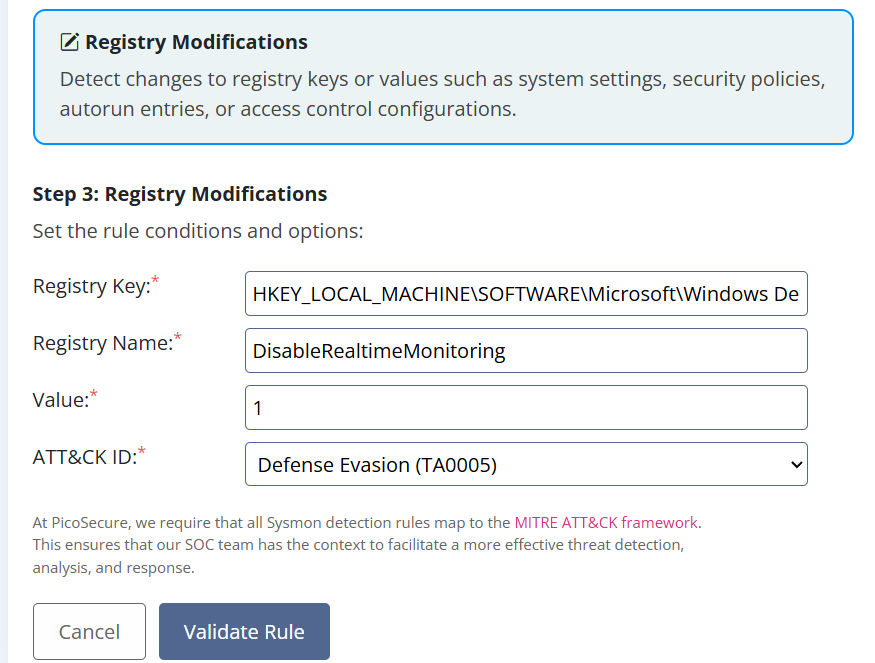 Registry Modifications
Detect changes to registry keys or values such as system settings, security policies,
autorun entries, or access control configurations.
Step 3: Registry Modifications
Set the rule conditions and options:
Registry Key:*
HKEY_LOCAL_MACHINE\SOFTWARE\Microsoft\Windows De
Registry Name:*
DisableRealtimeMonitoring
Value:*
1
ATT&CK ID:*
Defense Evasion (TA0005)
At PicoSecure, we require that all Sysmon detection rules map to the MITRE ATT&CK framework.
This ensures that our SOC team has the context to facilitate a more effective threat detection,
analysis, and response.
Cancel
Validate Rule